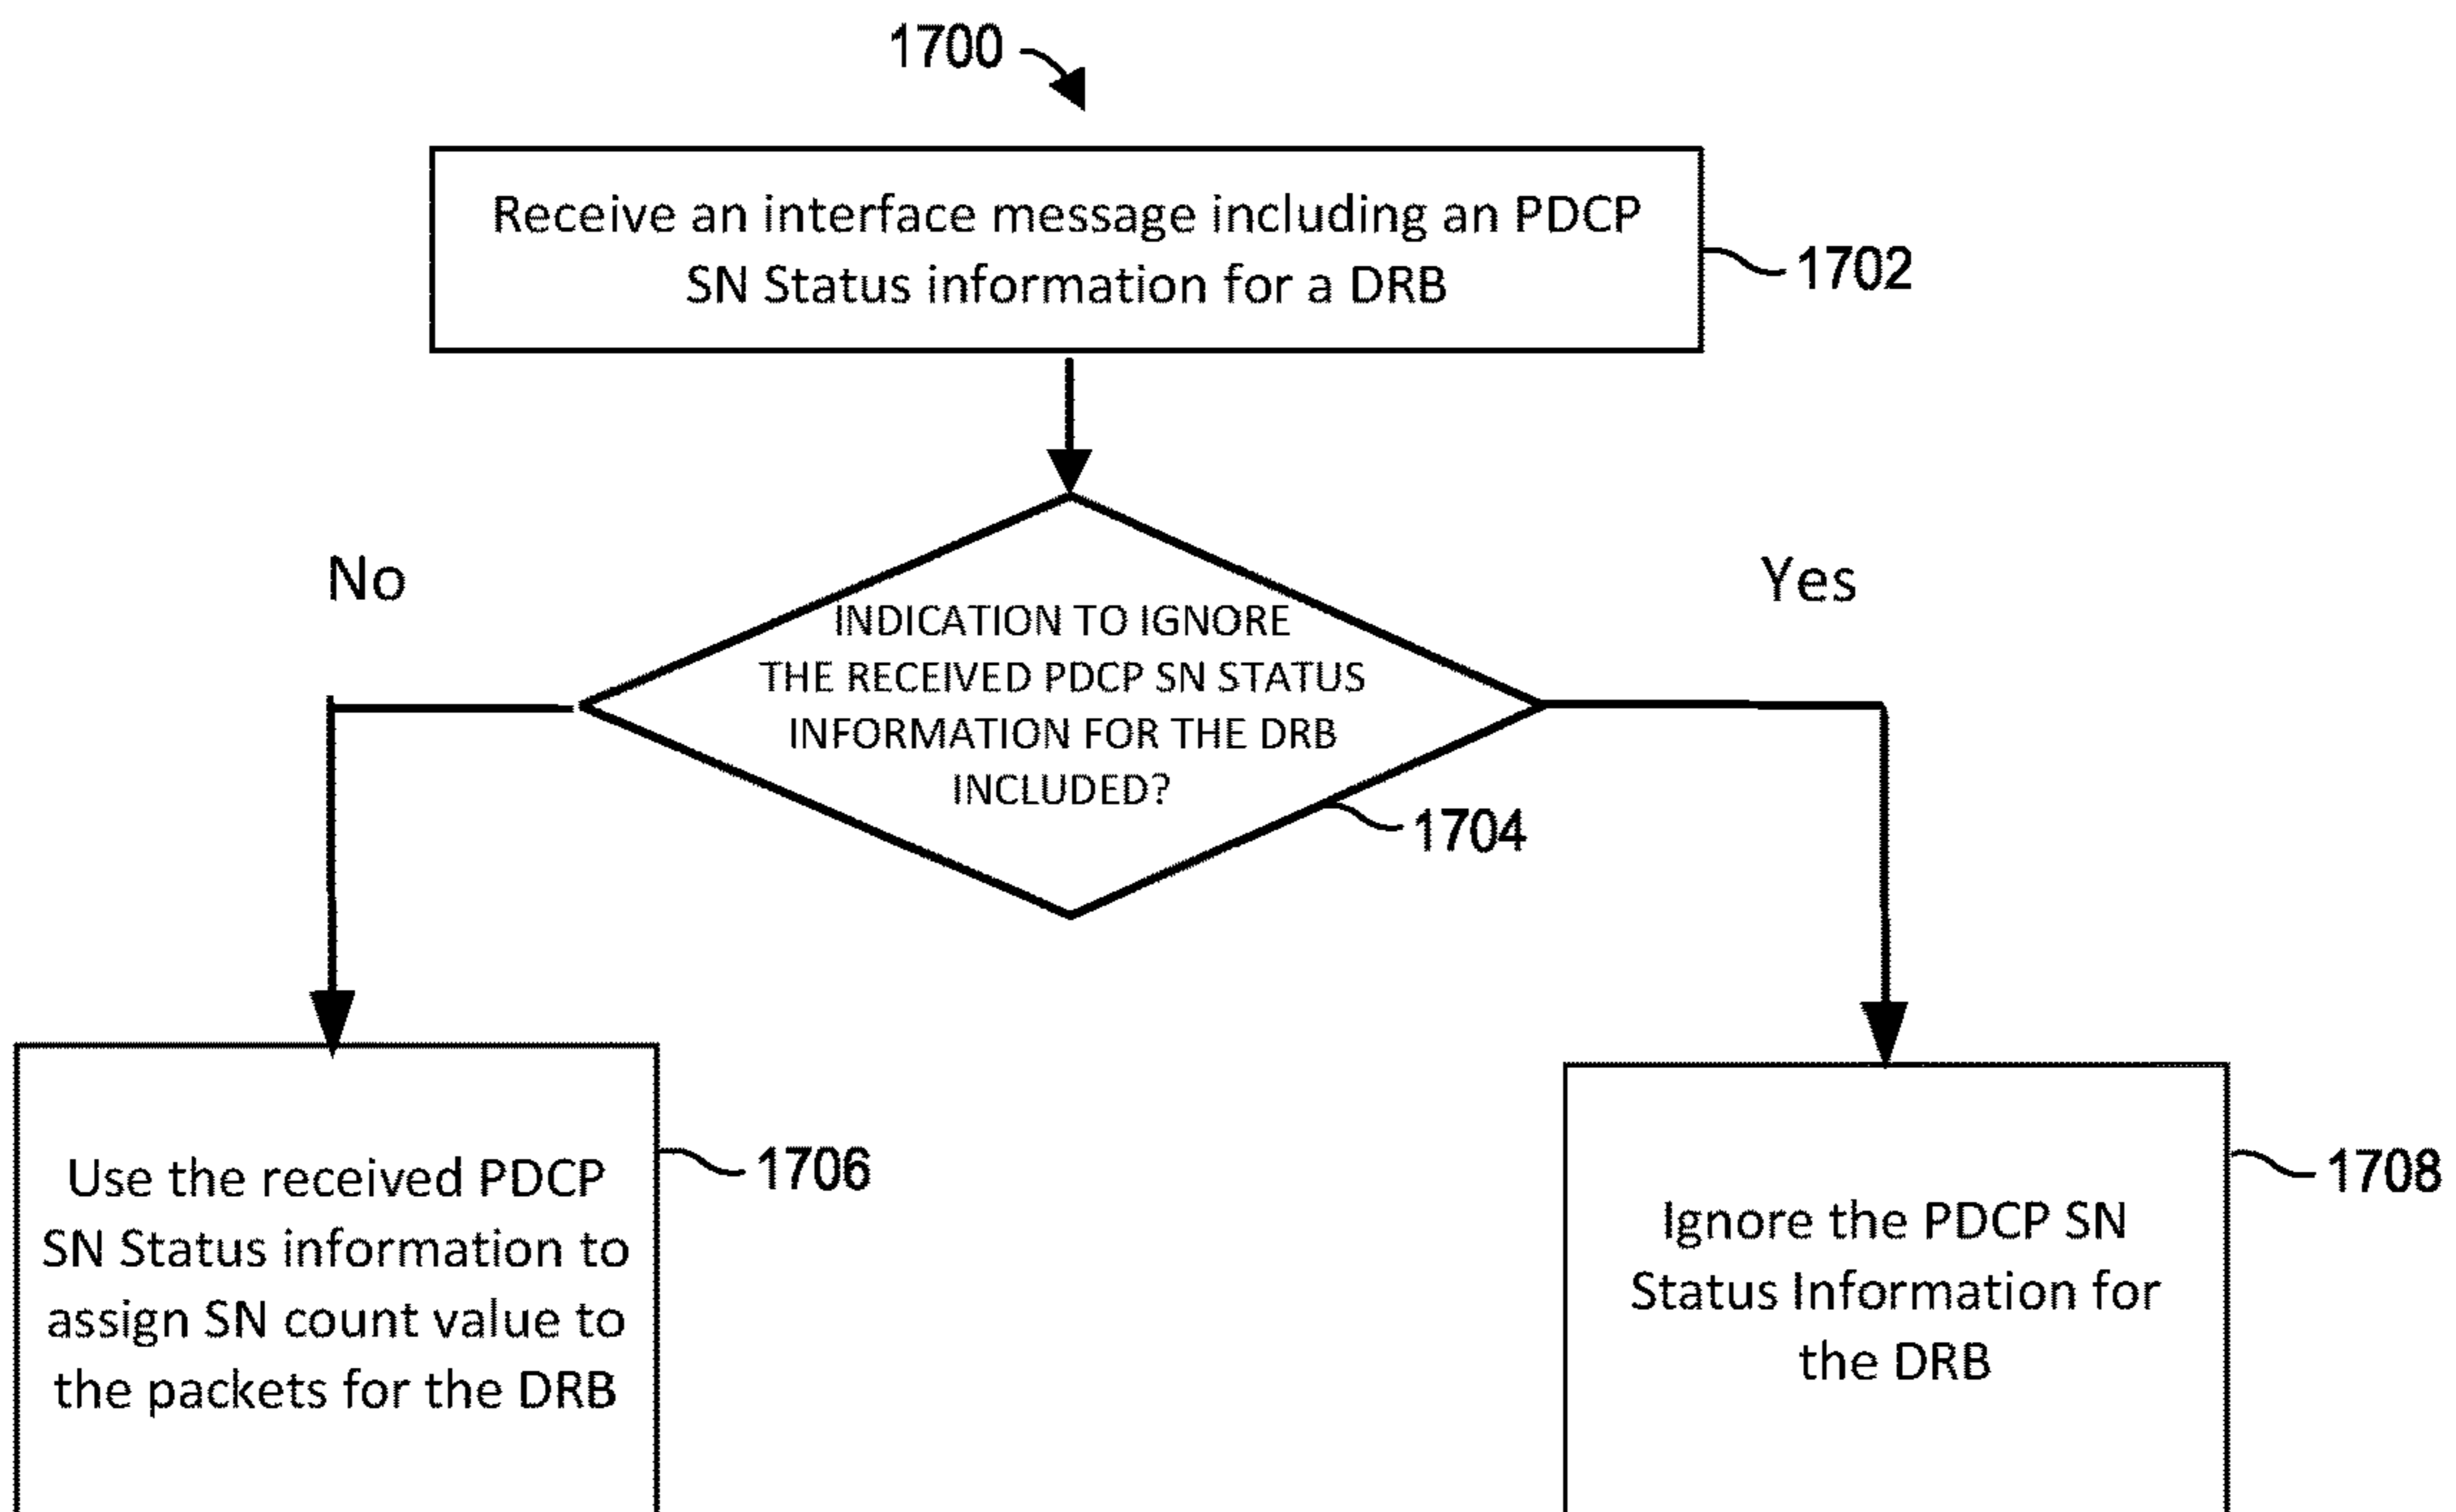 1700
Receive an interface message including an PDCP
SN Status information for a DRB
1702
No
Yes
INDICATION TO IGNORE
THE RECEIVED PDCP SN STATUS
INFORMATION FOR THE DRB
INCLUDED?
1704
Use the received PDCP
SN Status information to
assign SN count value to
the packets for the DRB
1706
Ignore the PDCP SN
Status Information for
the DRB
1708